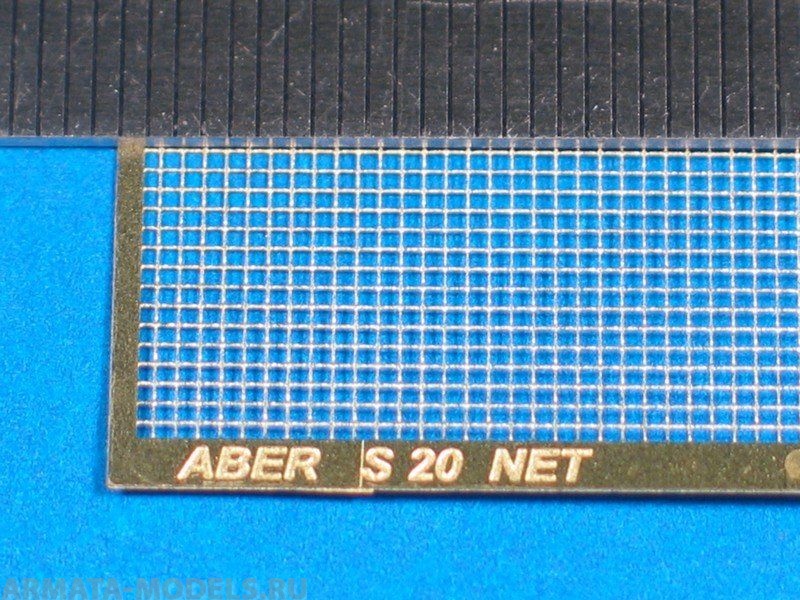 ABER S 20 NET
ARMATA-MODELS.RU